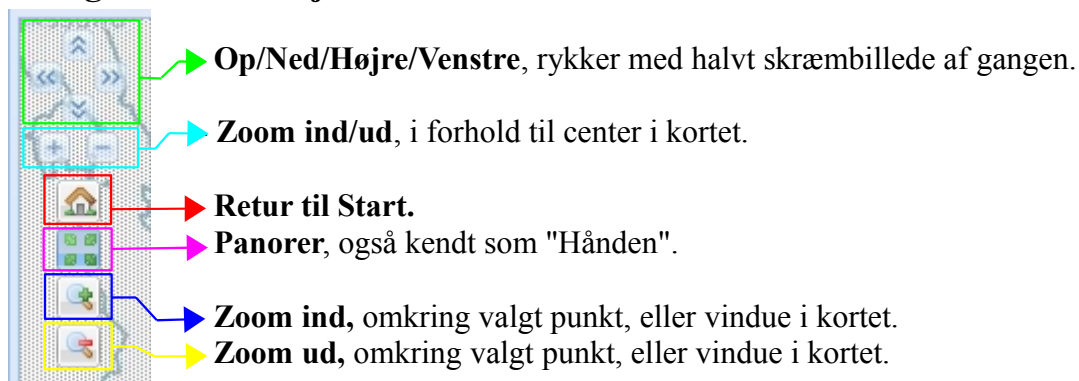 Op/Ned/Højre/Venstre, rykker med halvt skræmbillede af gangen.
Zoom ind/ud, i forhold til center i kortet.
Retur til Start.
Panorer, også kendt som "Hånden".
Zoom ind, omkring valgt punkt, eller vindue i kortet.
Zoom ud, omkring valgt punkt, eller vindue i kortet.